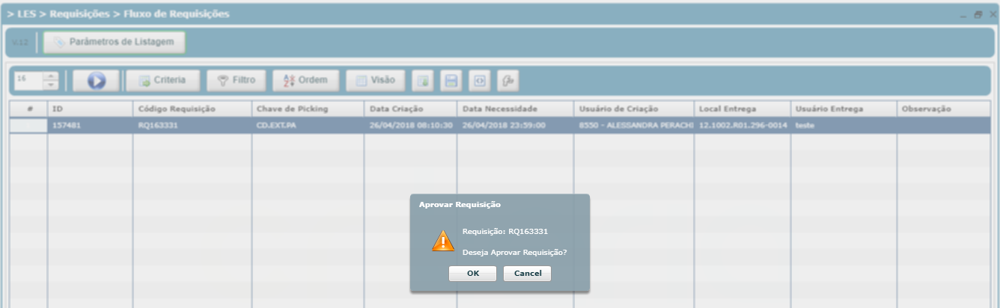 > LES > Requisições > Fluxo de Requisições
V.12 Parâmetros de Listagem
16 Criteria Filtro Ordem Visão
# ID Código Requisição Chave de Picking Data Criação Data Necessidade Usuário de Criação Local Entrega Usuário Entrega Observação
157481 RQ163331 CD.EXT.PA 26/04/2018 08:10:30 26/04/2018 23:59:00 8550 - ALESSANDRA PERACHI 12.1002.R01.296-0014 teste
Aprovar Requisição
Requisição: RQ163331
Deseja Aprovar Requisição?
OK Cancel